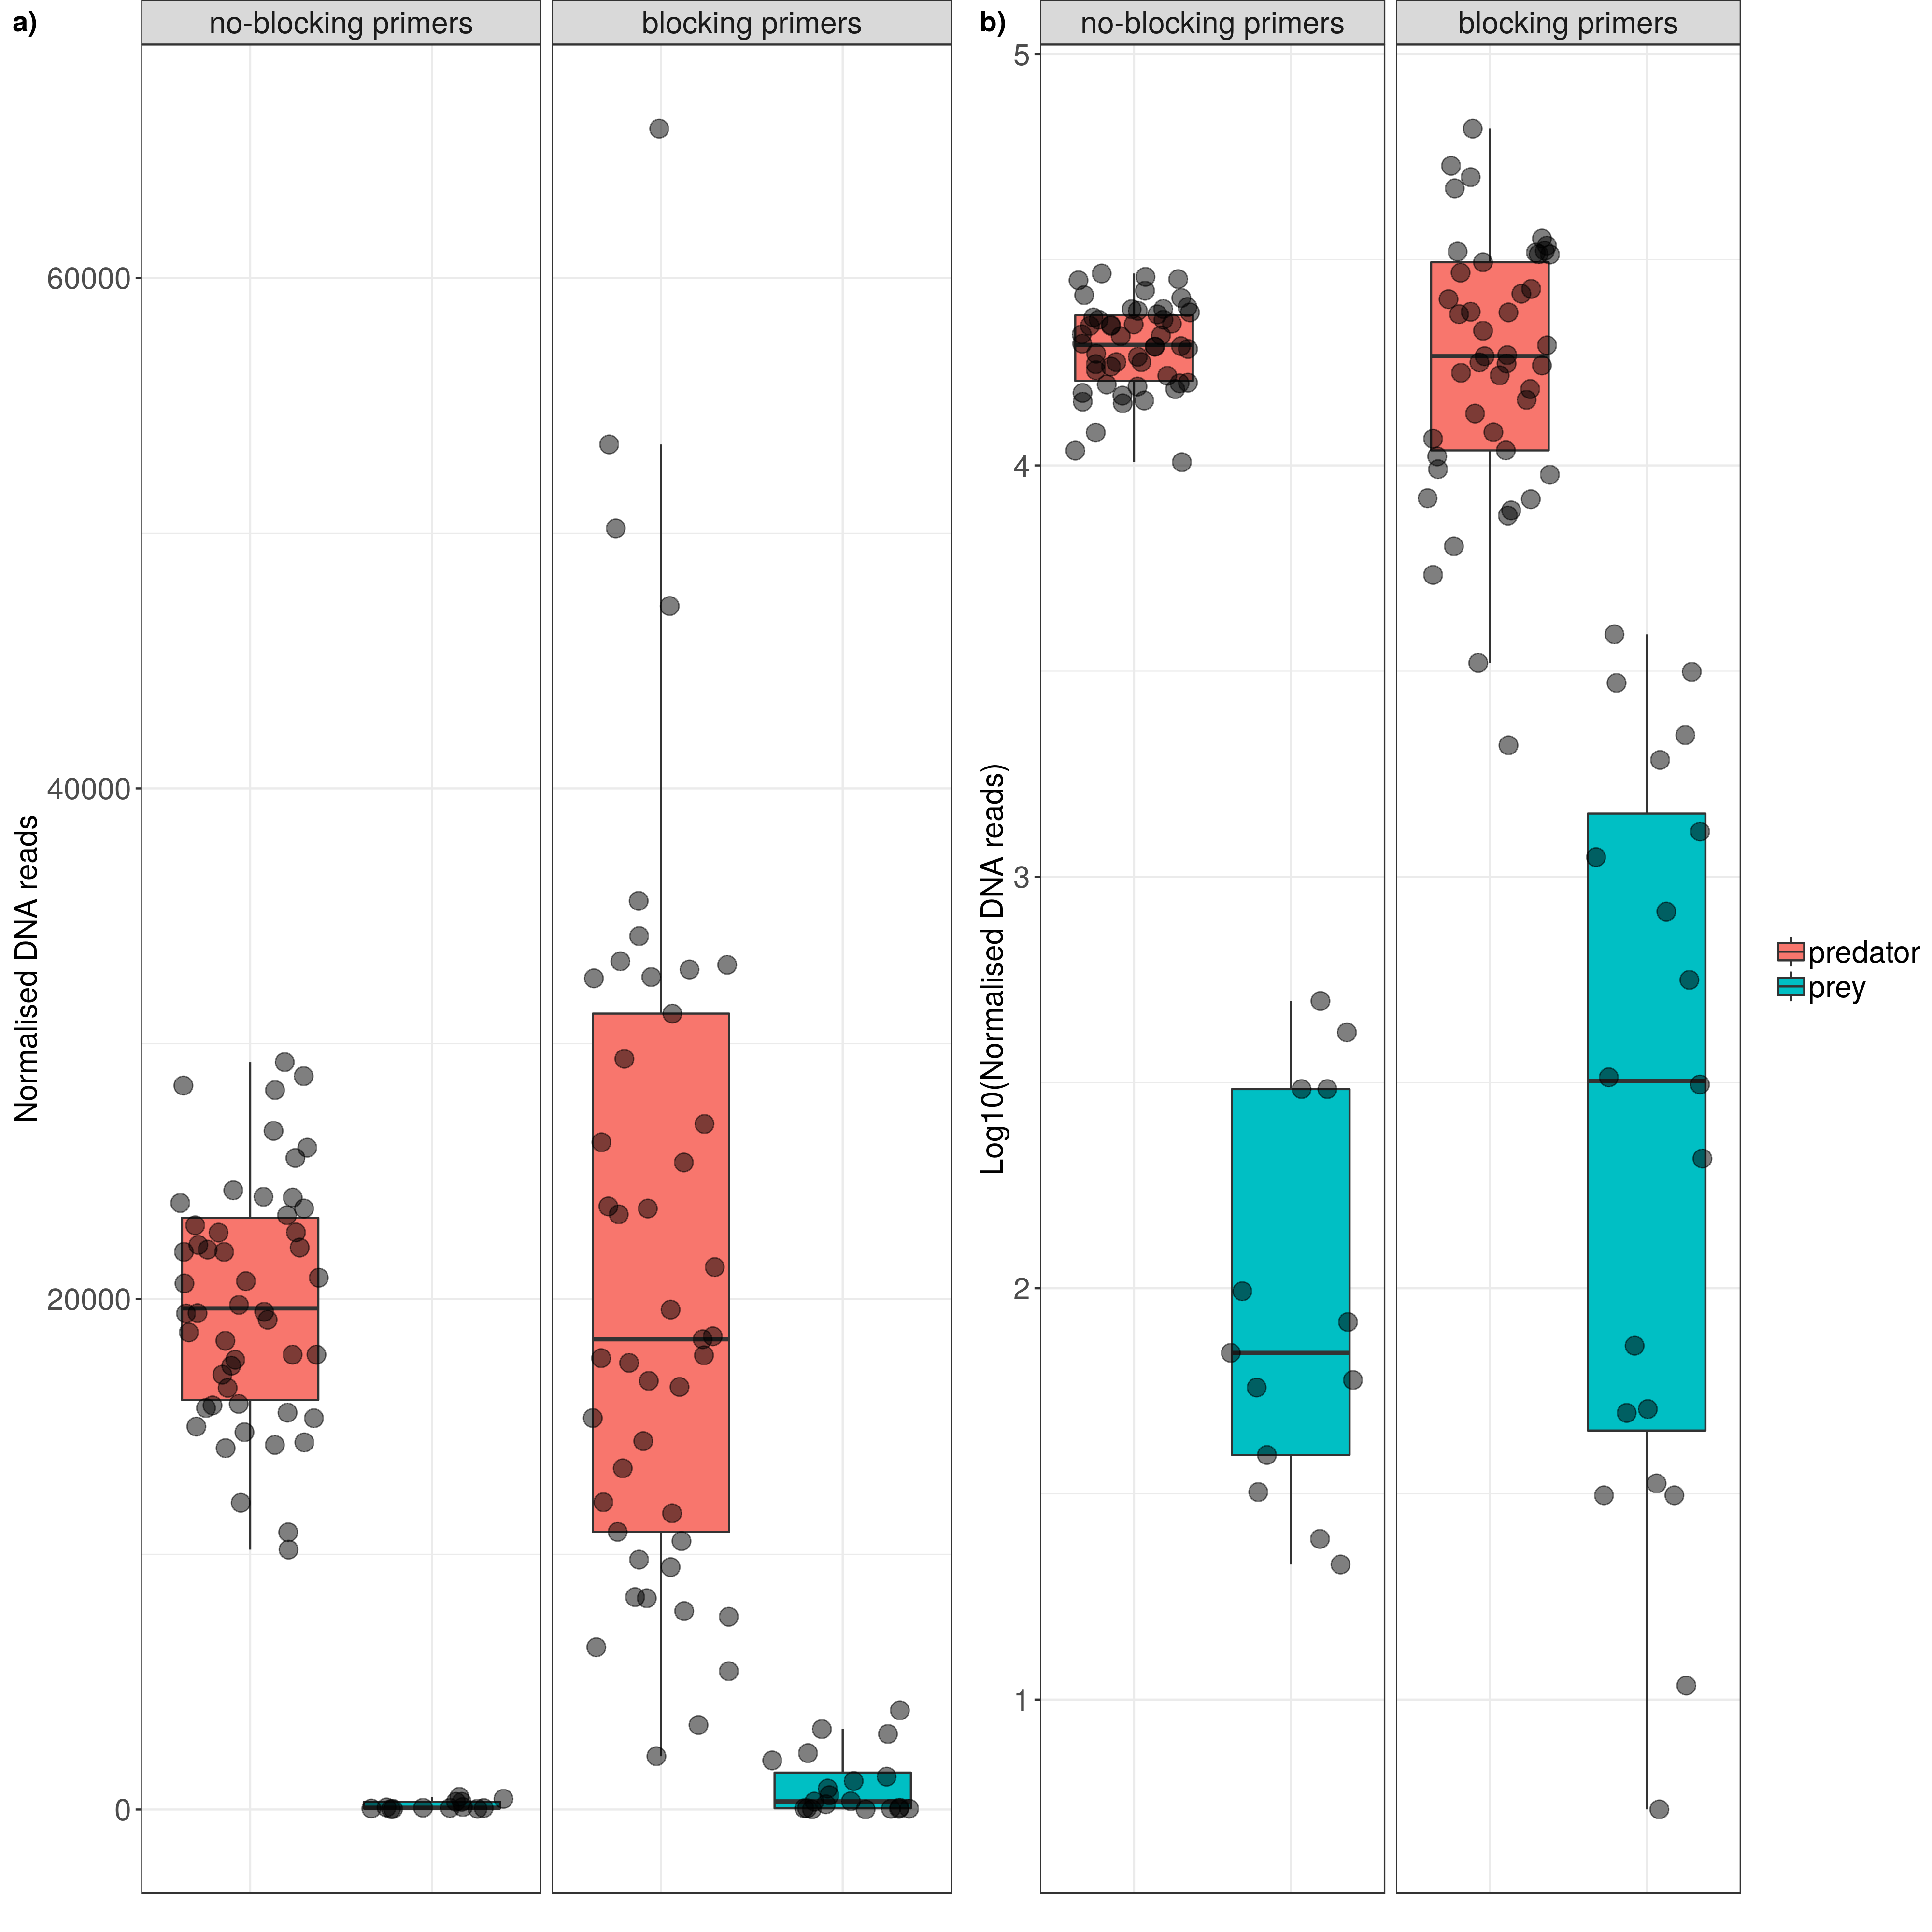 a)
no-blocking primers
blocking primers
Normalised DNA reads
60000
40000
20000
0
b)
no-blocking primers
blocking primers
Log10(Normalised DNA reads)
5
4
3
2
1
predator
prey